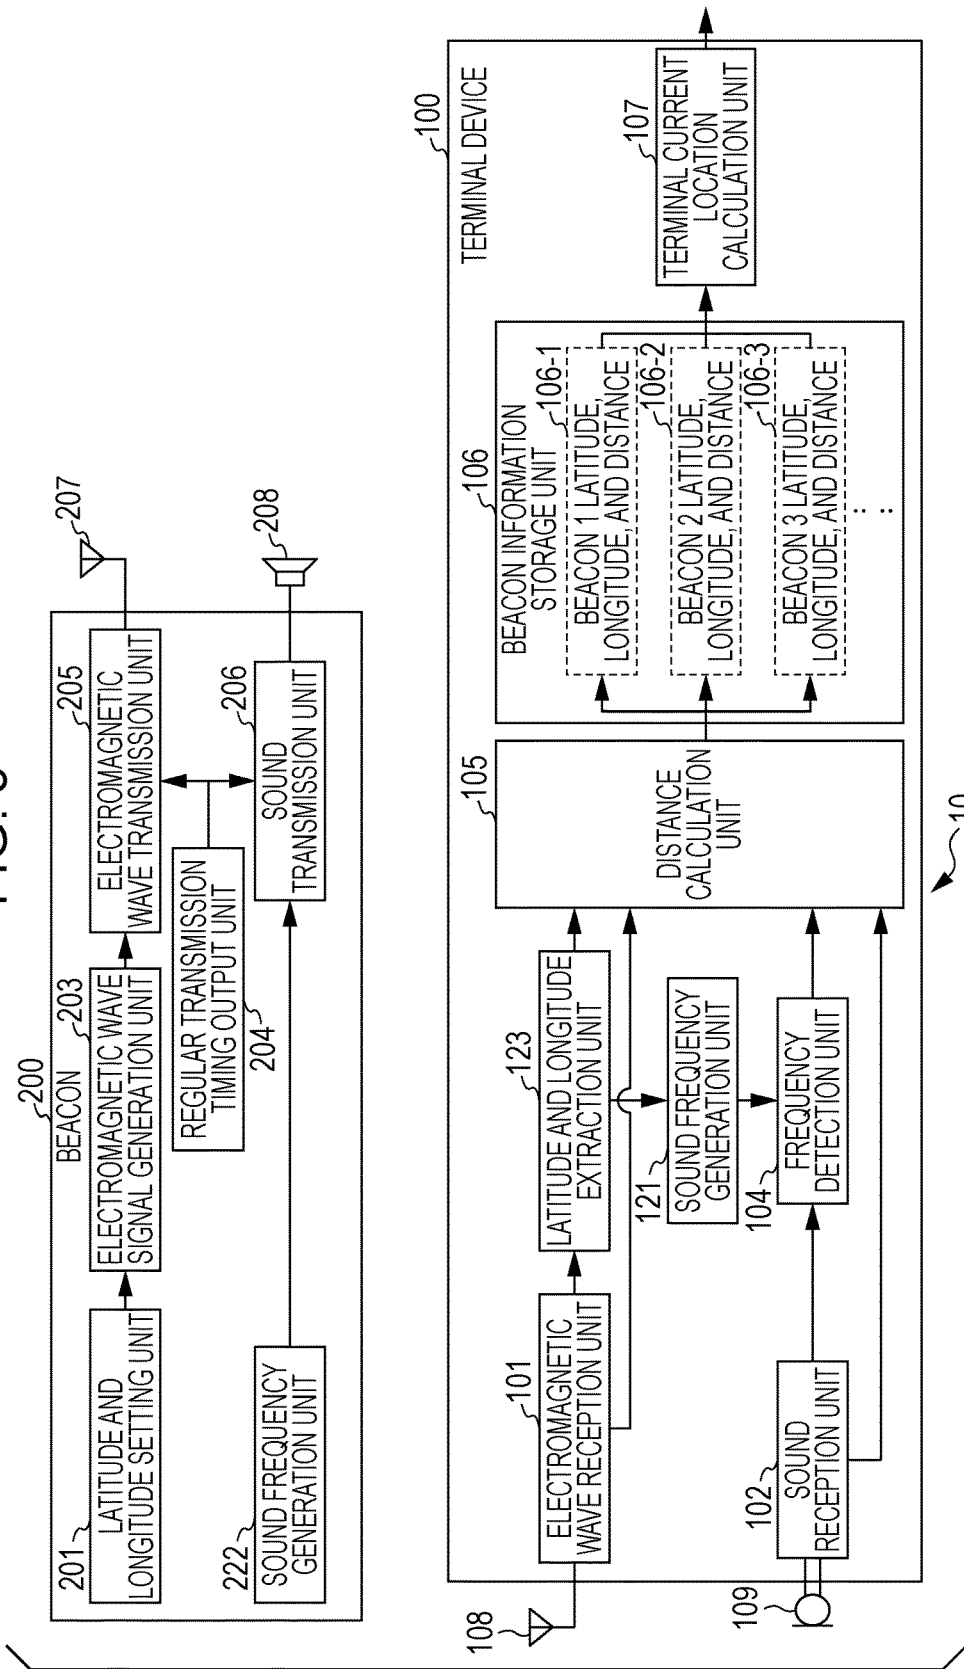 200
BEACON
201
LATITUDE AND
LONGITUDE SETTING UNIT
203
ELECTROMAGNETIC WAVE
SIGNAL GENERATION UNIT
205
ELECTROMAGNETIC
WAVE TRANSMISSION UNIT
207
REGULAR TRANSMISSION
TIMING OUTPUT UNIT
204
222
SOUND FREQUENCY
GENERATION UNIT
206
SOUND
TRANSMISSION UNIT
208
100
TERMINAL DEVICE
108
101
ELECTROMAGNETIC
WAVE RECEPTION UNIT
123
LATITUDE AND LONGITUDE
EXTRACTION UNIT
121
SOUND FREQUENCY
GENERATION UNIT
104
FREQUENCY
DETECTION UNIT
109
102
SOUND
RECEPTION UNIT
105
DISTANCE
CALCULATION
UNIT
106
BEACON INFORMATION
STORAGE UNIT
106-1
BEACON 1 LATITUDE,
LONGITUDE, AND DISTANCE
106-2
BEACON 2 LATITUDE,
LONGITUDE, AND DISTANCE
106-3
BEACON 3 LATITUDE,
LONGITUDE, AND DISTANCE
107
TERMINAL CURRENT
LOCATION
CALCULATION UNIT
10